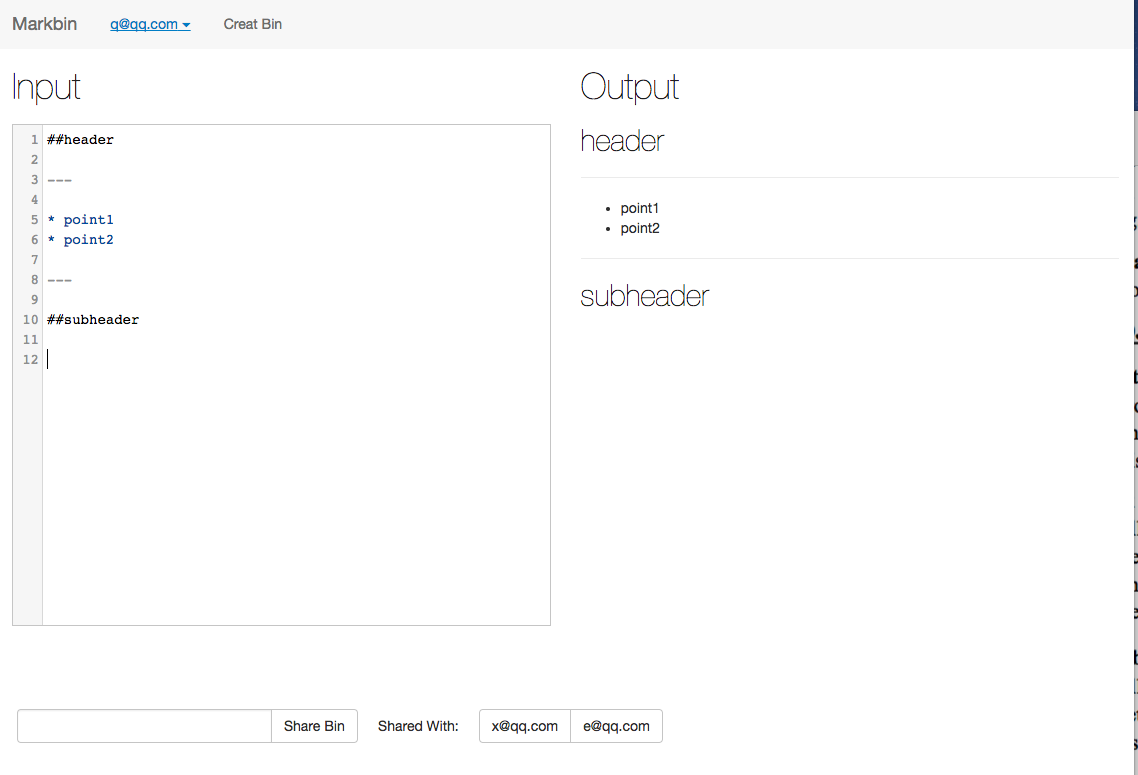 Markbin q@qq.com Creat Bin
Input
1 ##header
2
3 ---
4
5 * point1
6 * point2
7
8 ---
9
10 ##subheader
11
12
Output
header
• point1
• point2
subheader
Share Bin Shared With: x@qq.com e@qq.com